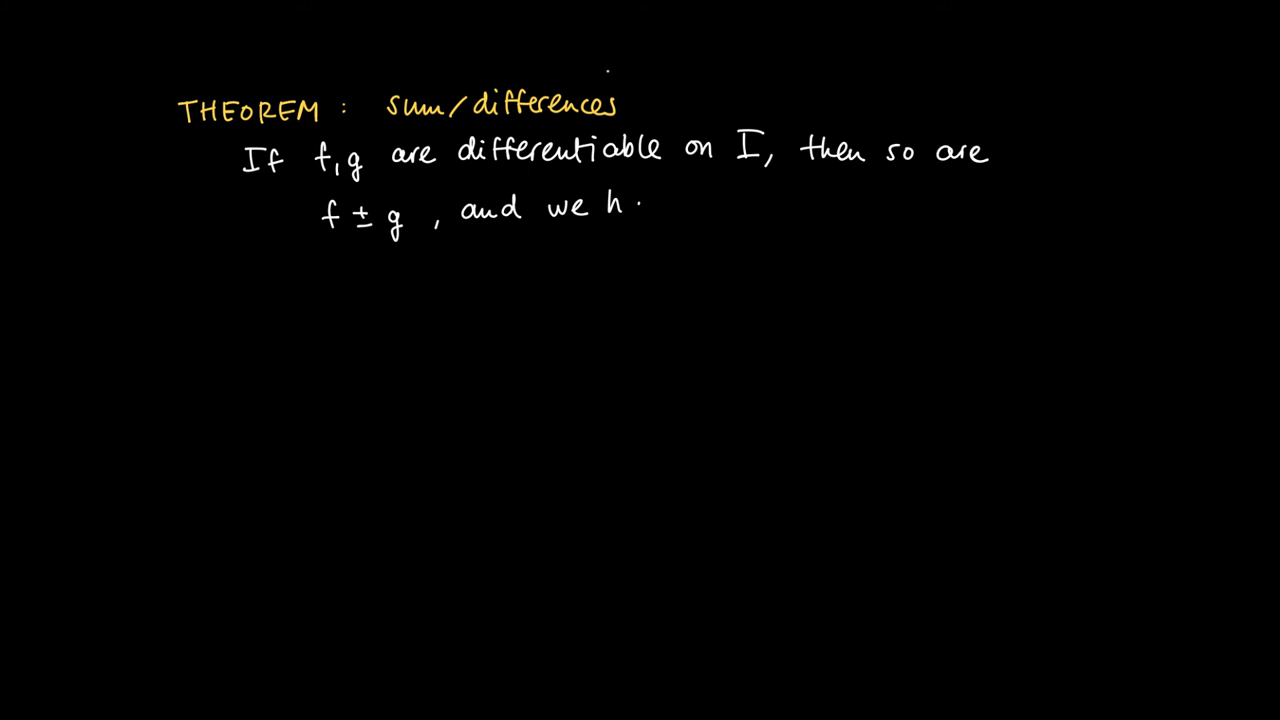 THEOREM : sum/differences
If f, g are differentiable on I, then so are
f ± g , and we h